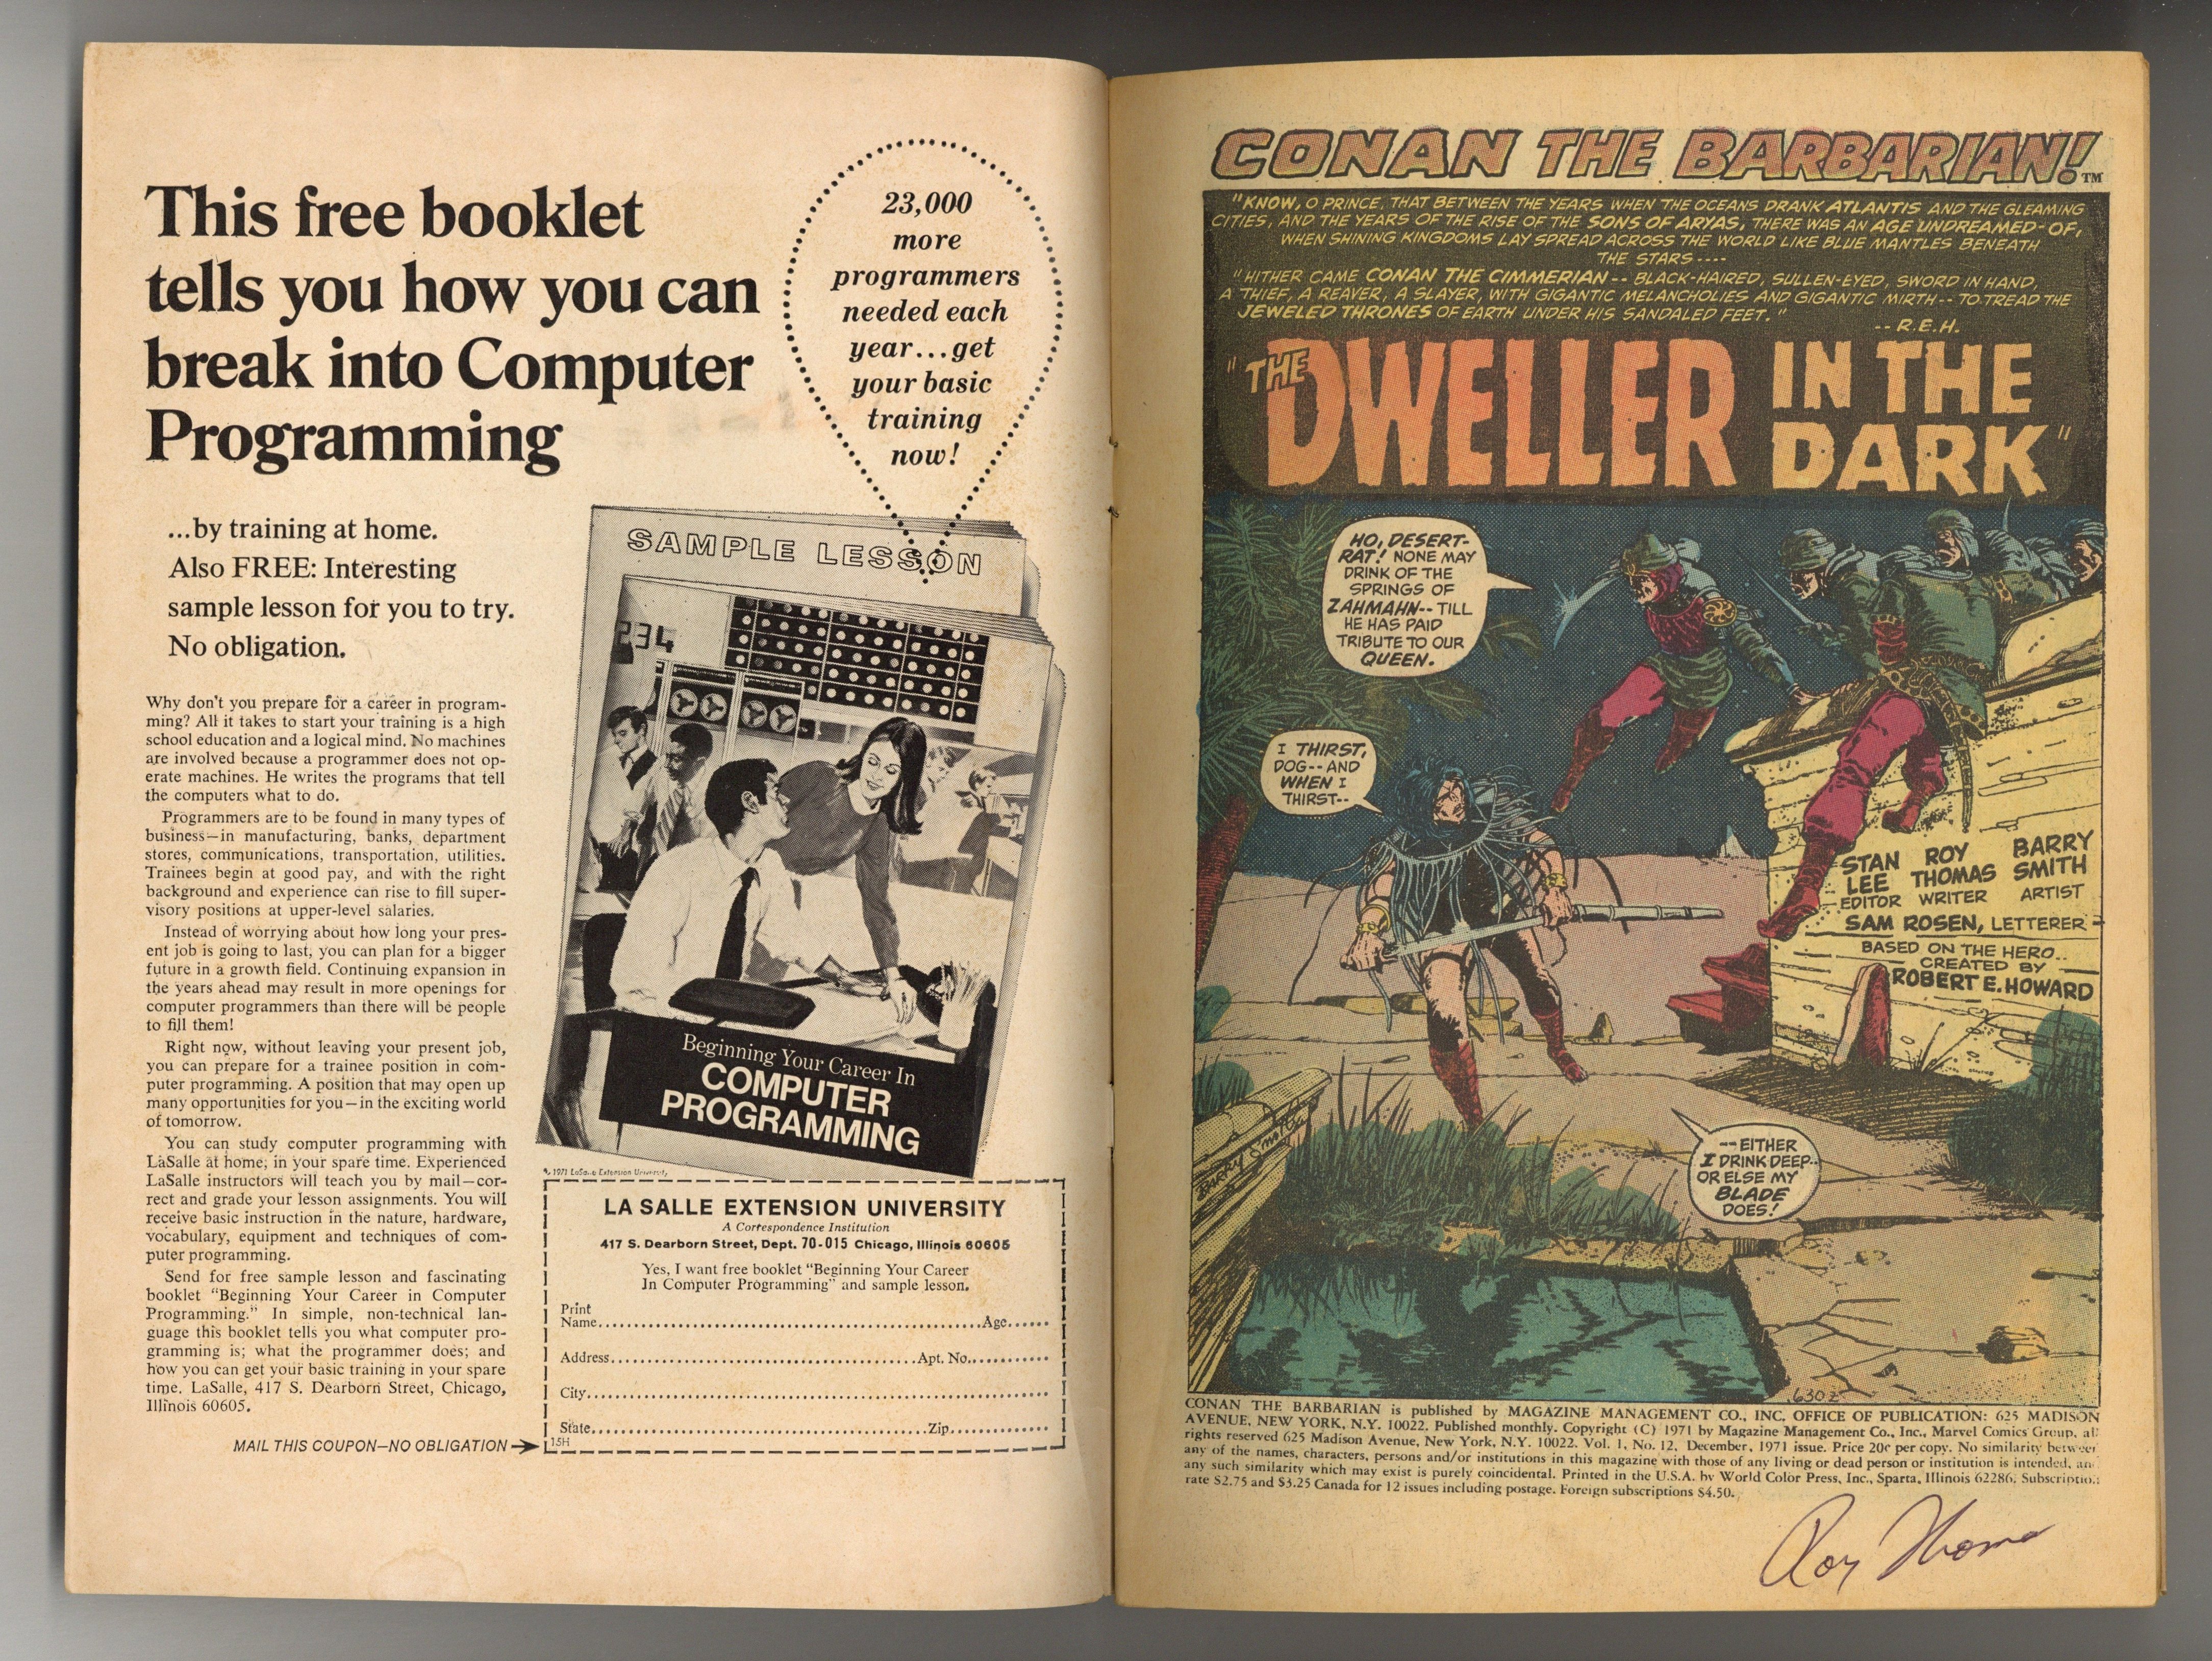 This free booklet
tells you how you can
break into Computer
Programming
23,000
more
programmers
needed each
year...get
your basic
training
now!
...by training at home.
Also FREE: Interesting
sample lesson for you to try.
No obligation.
Why don't you prepare for a career in program-
ming? All it takes to start your training is a high
school education and a logical mind. No machines
are involved because a programmer does not op-
erate machines. He writes the programs that tell
the computers what to do.
Programmers are to be found in many types of
business—in manufacturing, banks, department
stores, communications, transportation, utilities.
Trainees begin at good pay, and with the right
background and experience can rise to fill super-
visory positions at upper-level salaries.
Instead of worrying about how long your pres-
ent job is going to last, you can plan for a bigger
future in a growth field. Continuing expansion in
the years ahead may result in more openings for
computer programmers than there will be people
to fill them!
Right now, without leaving your present job,
you can prepare for a trainee position in com-
puter programming. A position that may open up
many opportunities for you—in the exciting world
of tomorrow.
You can study computer programming with
LaSalle at home, in your spare time. Experienced
LaSalle instructors will teach you by mail—cor-
rect and grade your lesson assignments. You will
receive basic instruction in the nature, hardware,
vocabulary, equipment and techniques of com-
puter programming.
Send for free sample lesson and fascinating
booklet "Beginning Your Career in Computer
Programming." In simple, non-technical lan-
guage this booklet tells you what computer pro-
gramming is; what the programmer does; and
how you can get your basic training in your spare
time. LaSalle, 417 S. Dearborn Street, Chicago,
Illinois 60605.
MAIL THIS COUPON—NO OBLIGATION
SAMPLE LESSON
234
Beginning Your Career In
COMPUTER
PROGRAMMING
© 1971 LaSalle Extension University
LA SALLE EXTENSION UNIVERSITY
A Correspondence Institution
417 S. Dearborn Street, Dept. 70-015 Chicago, Illinois 60605
Yes, I want free booklet "Beginning Your Career
In Computer Programming" and sample lesson.
Print
Name Age
Address Apt. No.
City
State Zip
15H
CONAN THE BARBARIAN! TM
"KNOW, O PRINCE, THAT BETWEEN THE YEARS WHEN THE OCEANS DRANK ATLANTIS AND THE GLEAMING
CITIES, AND THE YEARS OF THE RISE OF THE SONS OF ARYAS, THERE WAS AN AGE UNDREAMED-OF,
WHEN SHINING KINGDOMS LAY SPREAD ACROSS THE WORLD LIKE BLUE MANTLES BENEATH
THE STARS----
"HITHER CAME CONAN THE CIMMERIAN-- BLACK-HAIRED, SULLEN-EYED, SWORD IN HAND,
A THIEF, A REAVER, A SLAYER, WITH GIGANTIC MELANCHOLIES AND GIGANTIC MIRTH-- TO TREAD THE
JEWELED THRONES OF EARTH UNDER HIS SANDALED FEET."
-- R.E.H.
"THE DWELLER IN THE
DARK"
HO, DESERT-
RAT! NONE MAY
DRINK OF THE
SPRINGS OF
ZAHMAHN-- TILL
HE HAS PAID
TRIBUTE TO OUR
QUEEN.
I THIRST,
DOG--AND
WHEN I
THIRST--
STAN LEE EDITOR
ROY THOMAS WRITER
BARRY SMITH ARTIST
SAM ROSEN, LETTERER
BASED ON THE HERO
CREATED BY
ROBERT E. HOWARD
--EITHER
I DRINK DEEP--
OR ELSE MY
BLADE
DOES!
BARRY Smith
630Z
CONAN THE BARBARIAN is published by MAGAZINE MANAGEMENT CO., INC. OFFICE OF PUBLICATION: 625 MADISON
AVENUE, NEW YORK, N.Y. 10022. Published monthly. Copyright (C) 1971 by Magazine Management Co., Inc., Marvel Comics Group, all
rights reserved 625 Madison Avenue, New York, N.Y. 10022. Vol. 1, No. 12, December, 1971 issue. Price 20¢ per copy. No similarity between
any of the names, characters, persons and/or institutions in this magazine with those of any living or dead person or institution is intended, and
any such similarity which may exist is purely coincidental. Printed in the U.S.A. by World Color Press, Inc., Sparta, Illinois 62286. Subscription
rate $2.75 and $3.25 Canada for 12 issues including postage. Foreign subscriptions $4.50.
Roy Thomas